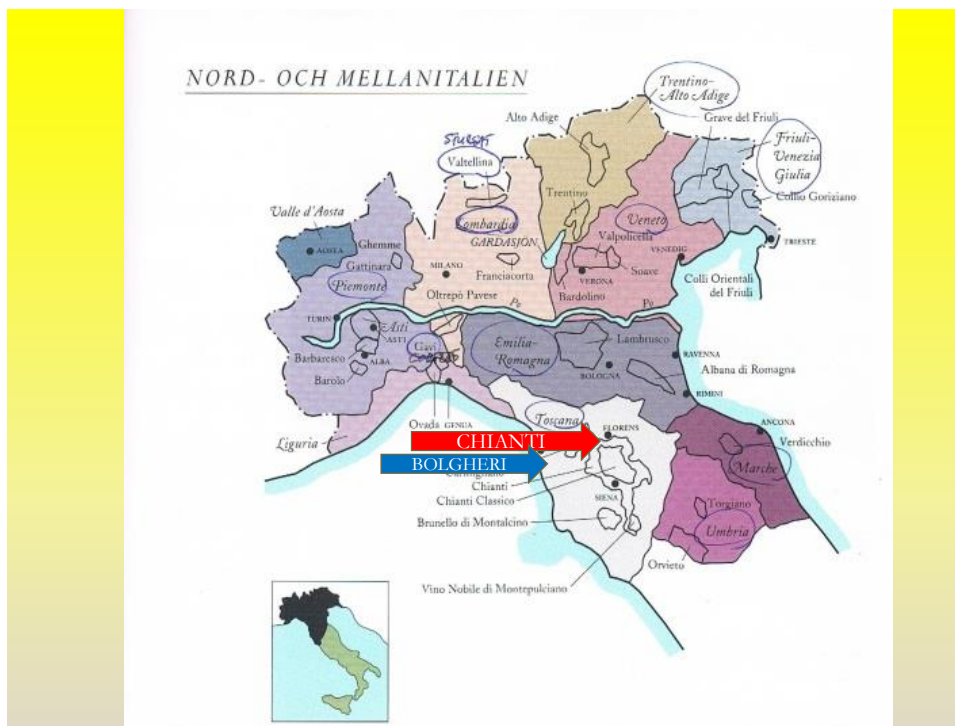 NORD- OCH MELLANITALIEN
Trentino-
Alto Adige
Alto Adige
Grave del Friuli
Friuli-
Venezia
Giulia
Valtellina
Trentino
Collio Goriziano
Valle d'Aosta
Lombardia
Veneto
GARDASJÖN
Valpolicella
TRIESTE
AOSTA
Ghemme
VENEDIG
Gattinara
MILANO
Franciacorta
Soave
Colli Orientali
del Friuli
Piemonte
VERONA
Bardolino
Oltrepò Pavese
Po
Po
TURIN
Asti
ASTI
Gavi
Emilia-
Romagna
Lambrusco
Barbaresco
ALBA
RAVENNA
BOLOGNA
Albana di Romagna
Barolo
RIMINI
Ovada
GENUA
Toscana
FLORENS
ANCONA
Liguria
CHIANTI
Verdicchio
BOLGHERI
Marche
Chianti
Chianti Classico
SIENA
Torgiano
Brunello di Montalcino
Umbria
Orvieto
Vino Nobile di Montepulciano